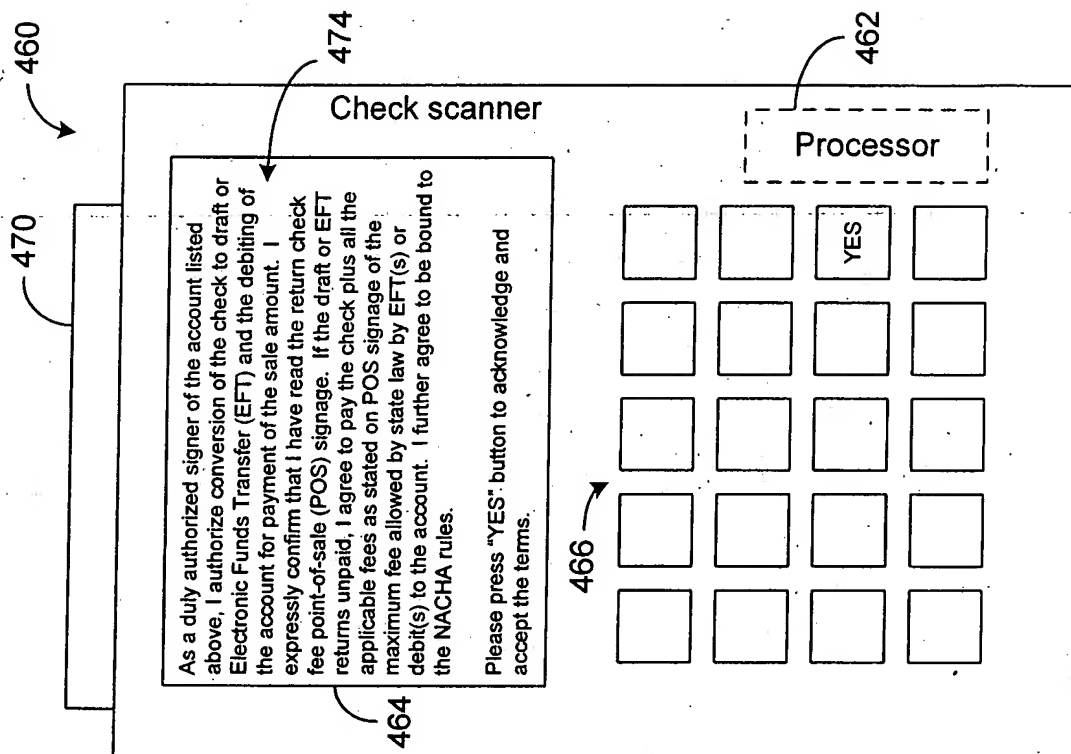 460
470
474
Check scanner
As a duty authorized signer of the account listed
above, I authorize conversion of the check to draft or
Electronic Funds Transfer (EFT) and the debiting of
the account for payment of the sale amount. I
expressly confirm that I have read the return check
fee point-of-sale (POS) signage. If the draft or EFT
returns unpaid, I agree to pay the check plus all the
applicable fees as stated on POS signage of the
maximum fee allowed by state law by EFT(s) or
debit(s) to the account. I further agree to be bound to
the NACHA rules.
Please press "YES" button to acknowledge and
accept the terms.
464
462
Processor
466
YES